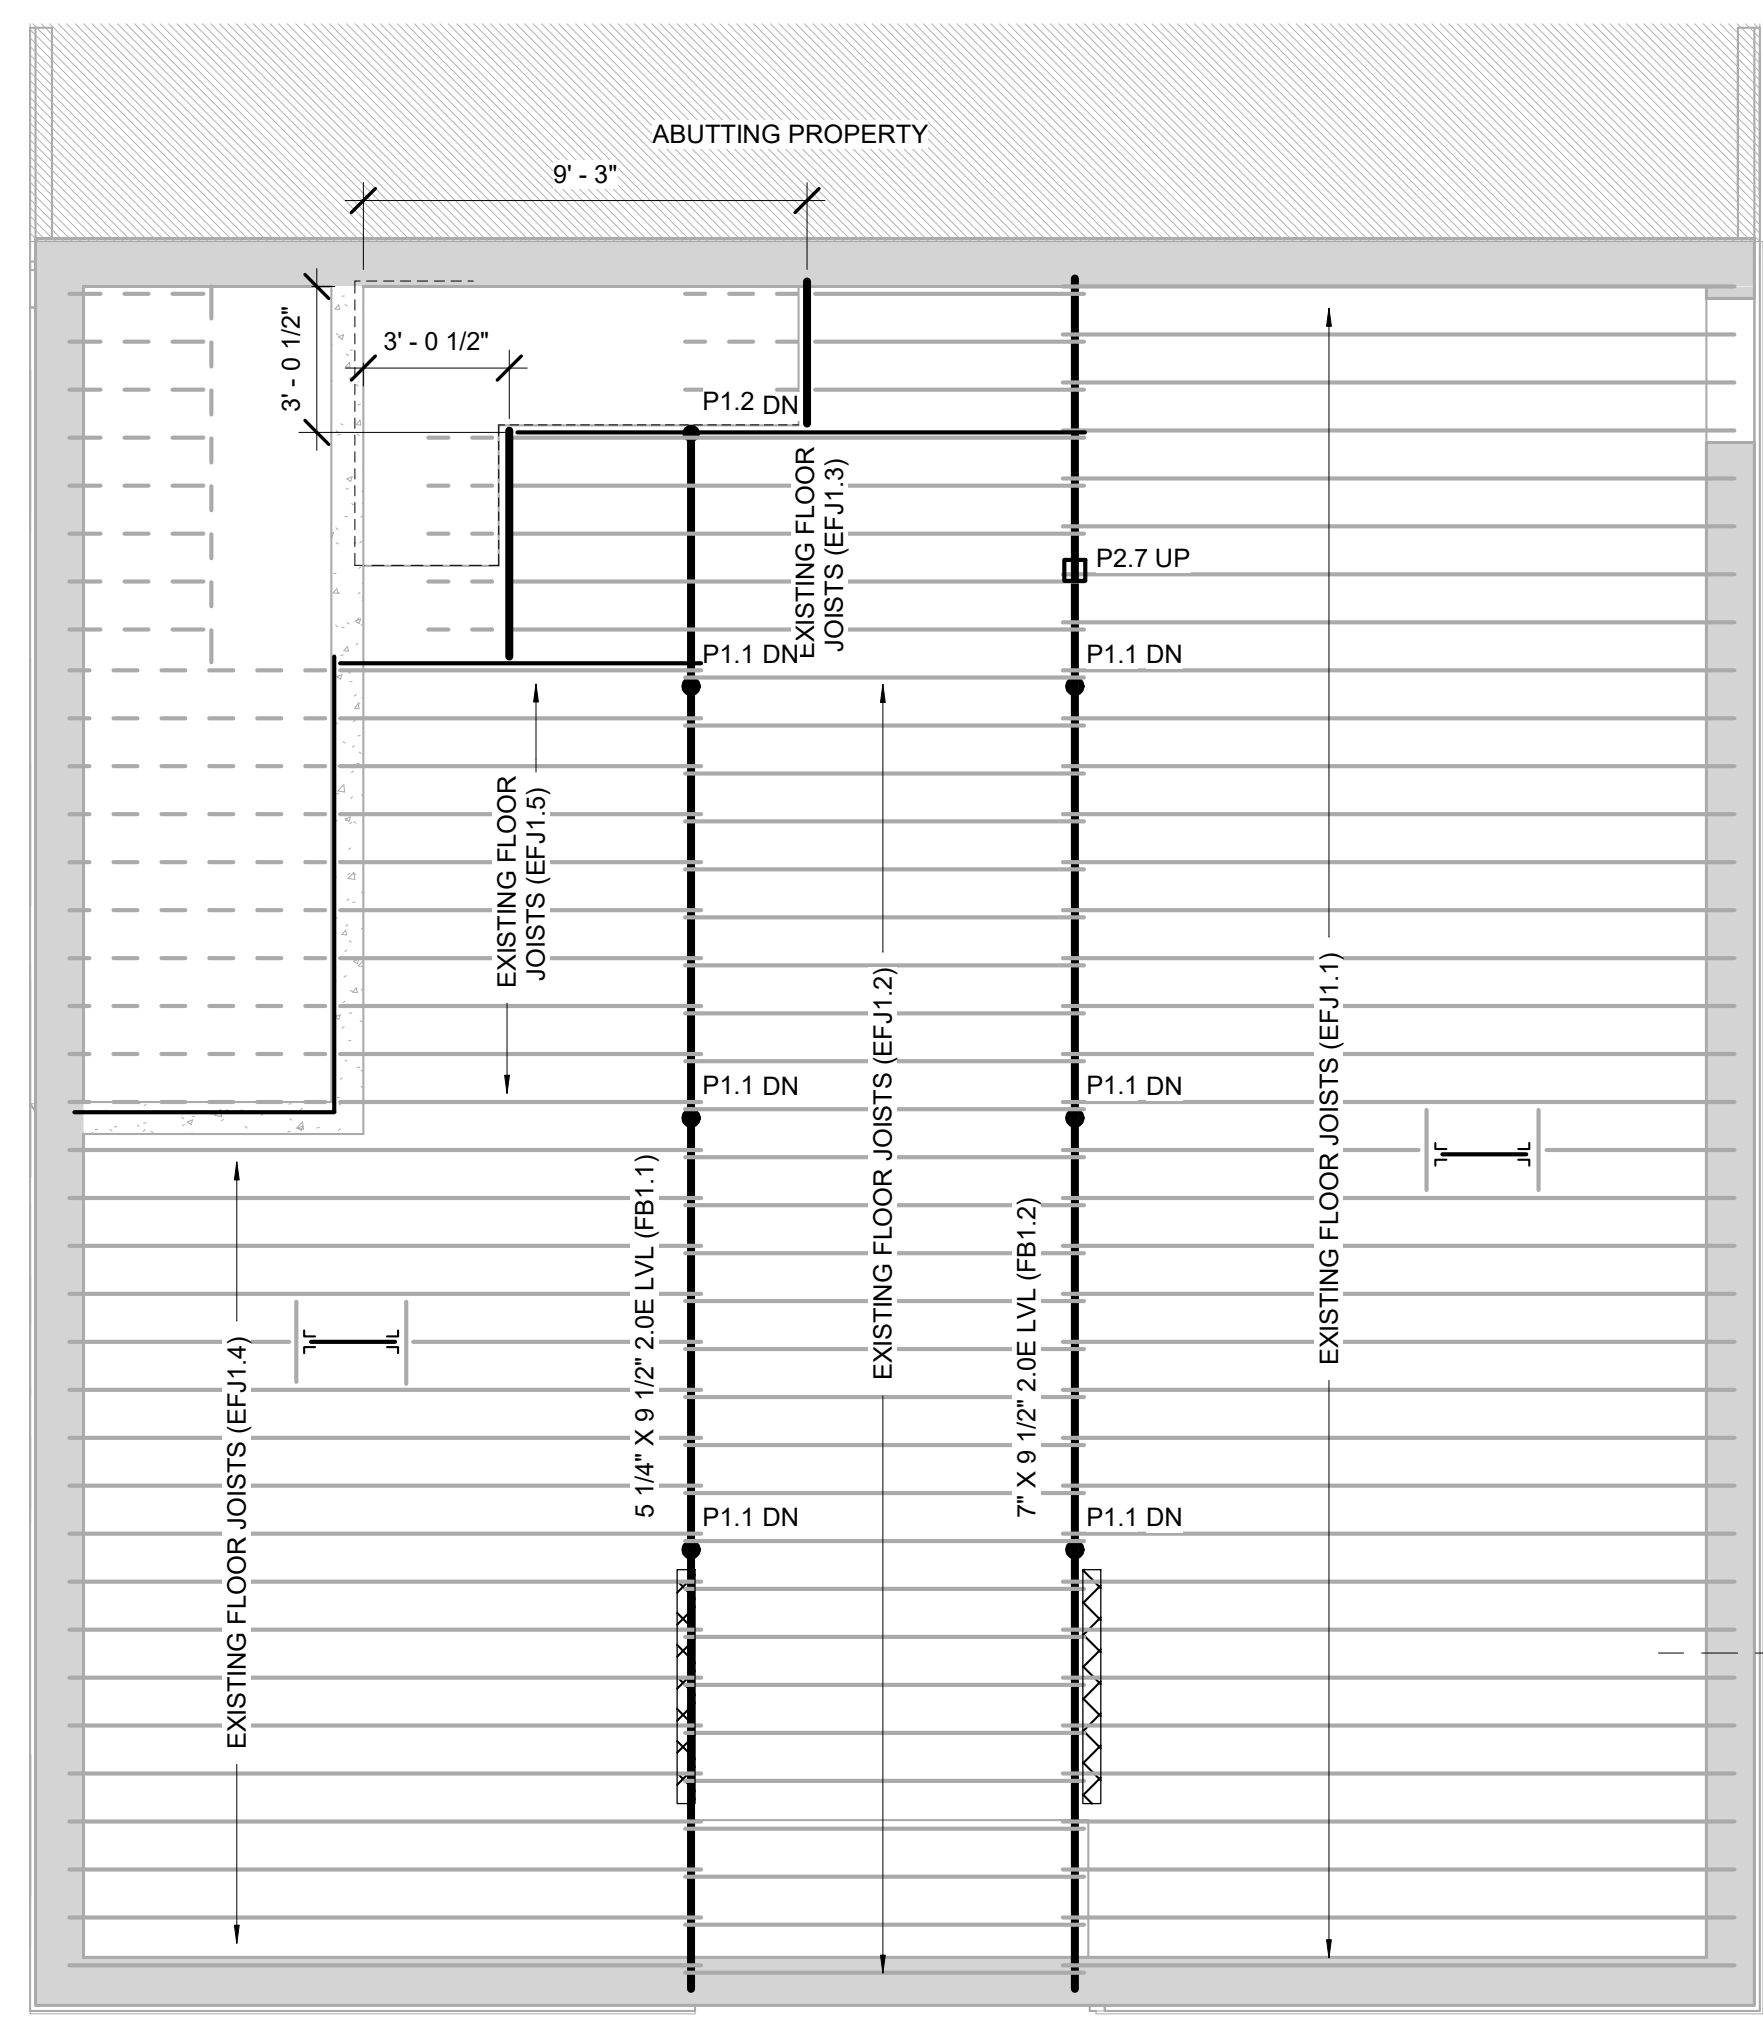 ABUTTING PROPERTY
9' - 3"
3' - 0 1/2"
3' - 0 1/2"
P1.2 DN
EXISTING FLOOR
JOISTS (EFJ1.3)
P2.7 UP
P1.1 DN
P1.1 DN
EXISTING FLOOR
JOISTS (EFJ1.5)
EXISTING FLOOR JOISTS (EFJ1.2)
EXISTING FLOOR JOISTS (EFJ1.1)
P1.1 DN
P1.1 DN
5 1/4" X 9 1/2" 2.0E LVL (FB1.1)
7" X 9 1/2" 2.0E LVL (FB1.2)
EXISTING FLOOR JOISTS (EFJ1.4)
P1.1 DN
P1.1 DN